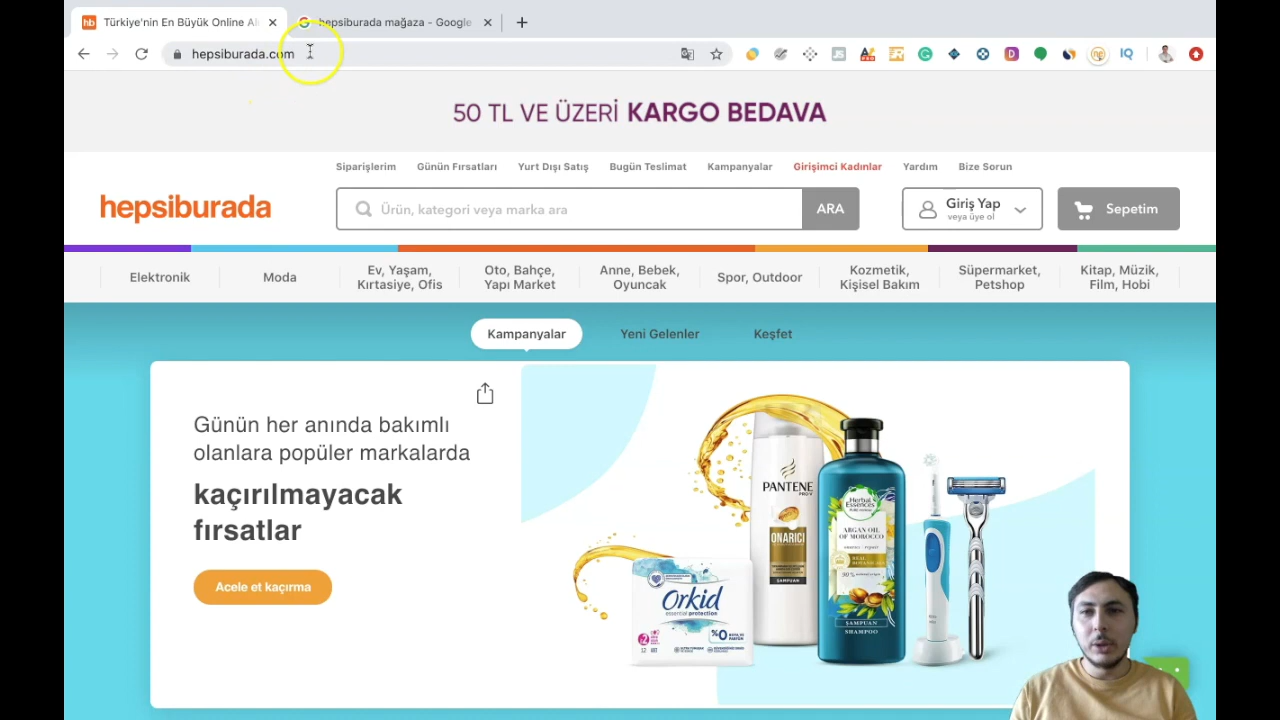 hb Türkiye'nin En Büyük Online Al
hepsiburada mağaza - Google
hepsiburada.com
50 TL VE ÜZERİ KARGO BEDAVA
Siparişlerim Günün Fırsatları Yurt Dışı Satış Bugün Teslimat Kampanyalar Girişimci Kadınlar Yardım Bize Sorun
hepsiburada
Ürün, kategori veya marka ara
ARA
Giriş Yap
veya üye ol
Sepetim
Elektronik
Moda
Ev, Yaşam,
Kırtasiye, Ofis
Oto, Bahçe,
Yapı Market
Anne, Bebek,
Oyuncak
Spor, Outdoor
Kozmetik,
Kişisel Bakım
Süpermarket,
Petshop
Kitap, Müzik,
Film, Hobi
Kampanyalar Yeni Gelenler Keşfet
Günün her anında bakımlı
olanlara popüler markalarda
kaçırılmayacak
fırsatlar
Acele et kaçırma
PANTENE
PRO-V
ONARICI
ŞAMPUAN
Herbal
Essences
ARGAN OIL
OF MOROCCO
90%
ŞAMPUAN
SHAMPOO
Orkid
essential protection
%0